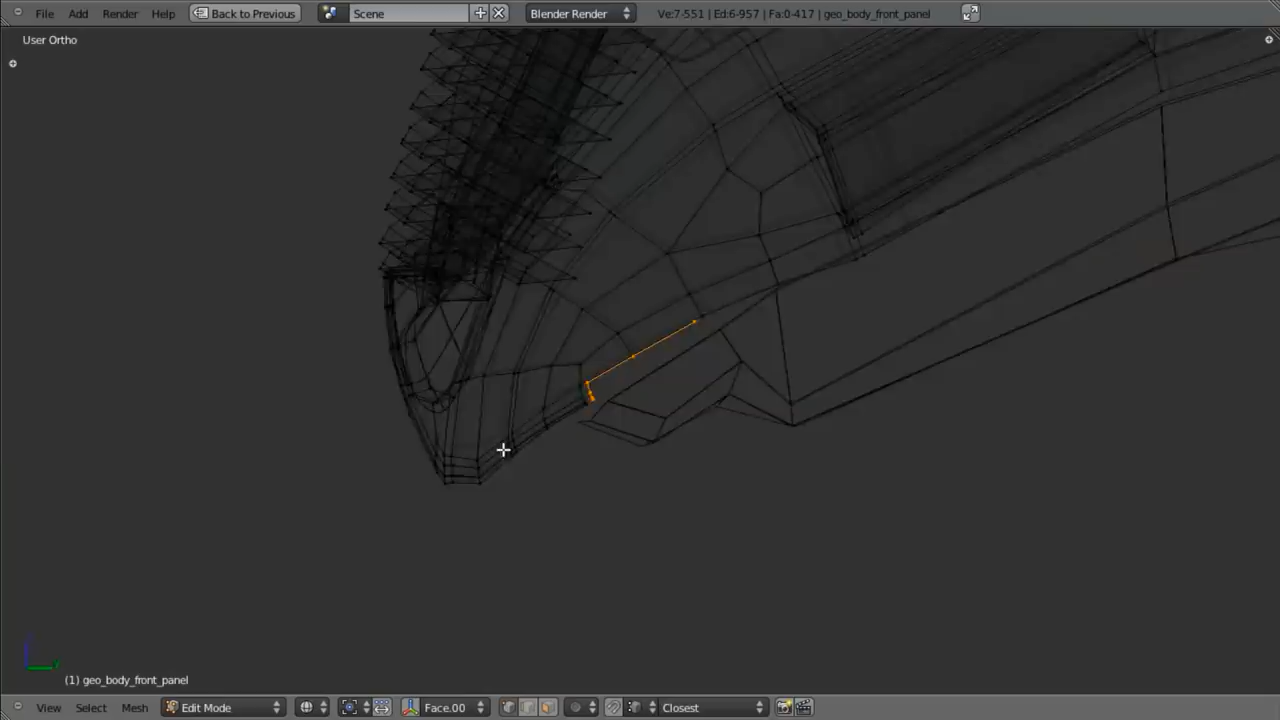 File Add Render Help Back to Previous Scene Blender Render Ve:7-551 | Ed:6-957 | Fa:0-417 | geo_body_front_panel
User Ortho
(1) geo_body_front_panel
View Select Mesh Edit Mode Face.00 Closest